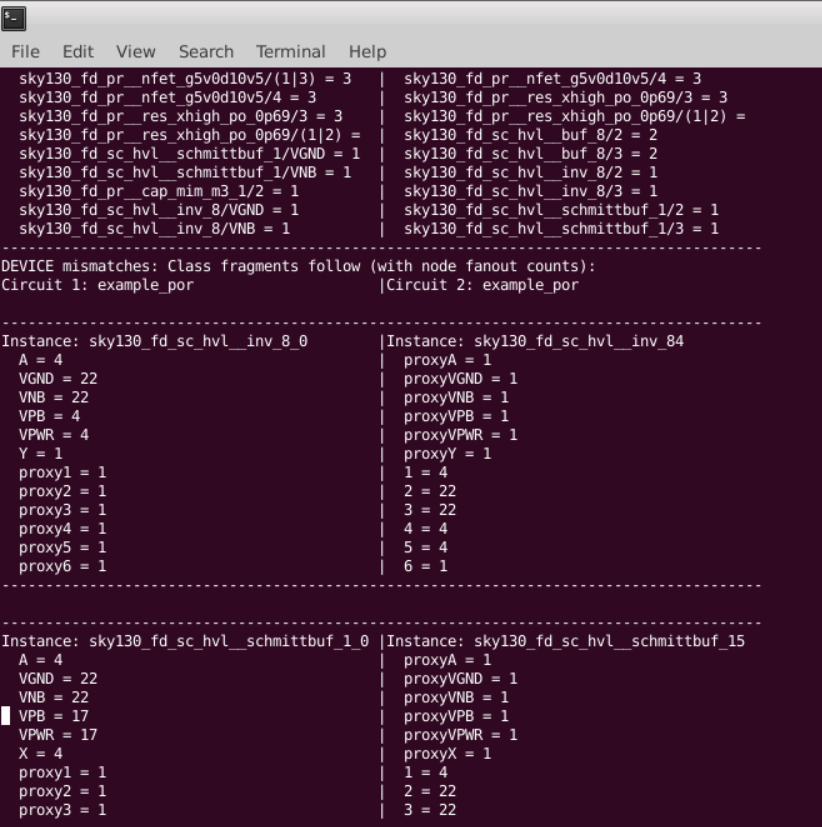 File Edit View Search Terminal Help
sky130_fd_pr__nfet_g5v0d10v5/(1|3) = 3 | sky130_fd_pr__nfet_g5v0d10v5/4 = 3
sky130_fd_pr__nfet_g5v0d10v5/4 = 3 | sky130_fd_pr__res_xhigh_po_0p69/3 = 3
sky130_fd_pr__res_xhigh_po_0p69/3 = 3 | sky130_fd_pr__res_xhigh_po_0p69/(1|2) =
sky130_fd_pr__res_xhigh_po_0p69/(1|2) = | sky130_fd_sc_hvl__buf_8/2 = 2
sky130_fd_sc_hvl__schmittbuf_1/VGND = 1 | sky130_fd_sc_hvl__buf_8/3 = 2
sky130_fd_sc_hvl__schmittbuf_1/VNB = 1 | sky130_fd_sc_hvl__inv_8/2 = 1
sky130_fd_pr__cap_mim_m3_1/2 = 1 | sky130_fd_sc_hvl__inv_8/3 = 1
sky130_fd_sc_hvl__inv_8/VGND = 1 | sky130_fd_sc_hvl__schmittbuf_1/2 = 1
sky130_fd_sc_hvl__inv_8/VNB = 1 | sky130_fd_sc_hvl__schmittbuf_1/3 = 1
---------------------------------------------------------------------------------------
DEVICE mismatches: Class fragments follow (with node fanout counts):
Circuit 1: example_por |Circuit 2: example_por
---------------------------------------------------------------------------------------
Instance: sky130_fd_sc_hvl__inv_8_0 |Instance: sky130_fd_sc_hvl__inv_84
A = 4 | proxyA = 1
VGND = 22 | proxyVGND = 1
VNB = 22 | proxyVNB = 1
VPB = 4 | proxyVPB = 1
VPWR = 4 | proxyVPWR = 1
Y = 1 | proxyY = 1
proxy1 = 1 | 1 = 4
proxy2 = 1 | 2 = 22
proxy3 = 1 | 3 = 22
proxy4 = 1 | 4 = 4
proxy5 = 1 | 5 = 4
proxy6 = 1 | 6 = 1
---------------------------------------------------------------------------------------
---------------------------------------------------------------------------------------
Instance: sky130_fd_sc_hvl__schmittbuf_1_0 |Instance: sky130_fd_sc_hvl__schmittbuf_15
A = 4 | proxyA = 1
VGND = 22 | proxyVGND = 1
VNB = 22 | proxyVNB = 1
VPB = 17 | proxyVPB = 1
VPWR = 17 | proxyVPWR = 1
X = 4 | proxyX = 1
proxy1 = 1 | 1 = 4
proxy2 = 1 | 2 = 22
proxy3 = 1 | 3 = 22